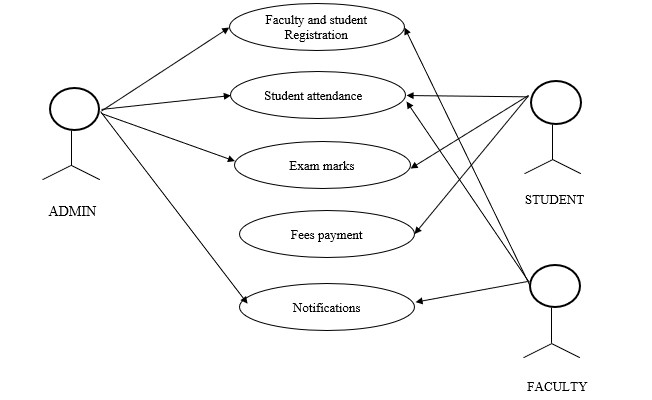 Faculty and student
Registration
Student attendance
ADMIN
Exam marks
STUDENT
Fees payment
Notifications
FACULTY